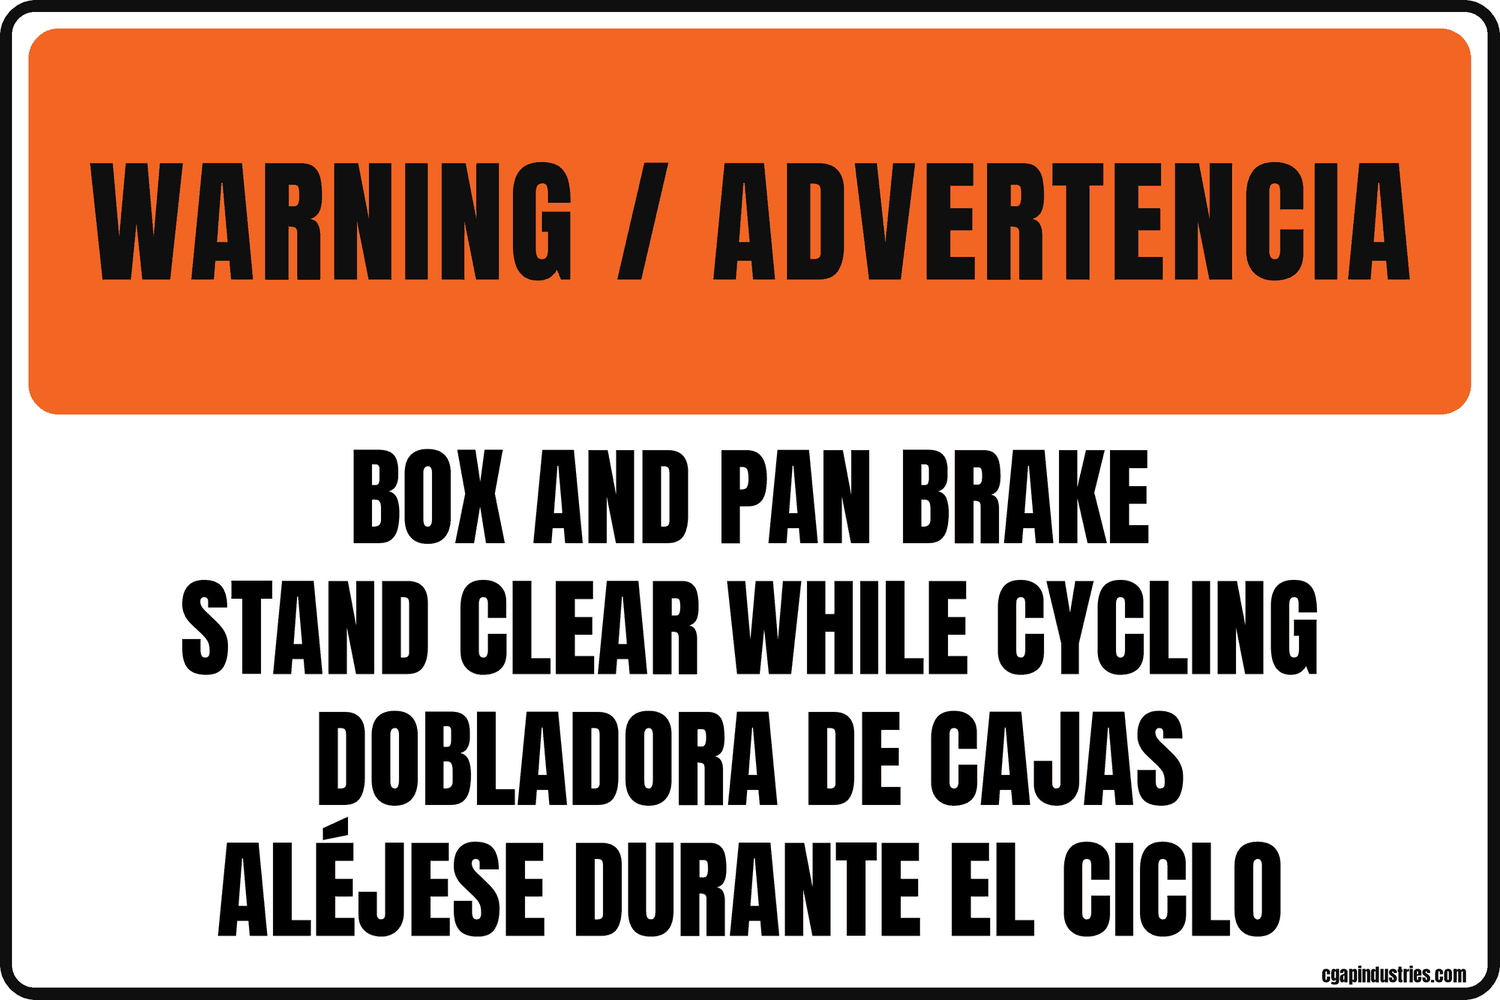 WARNING / ADVERTENCIA
BOX AND PAN BRAKE
STAND CLEAR WHILE CYCLING
DOBLADORA DE CAJAS
ALÉJESE DURANTE EL CICLO
cgapindustries.com